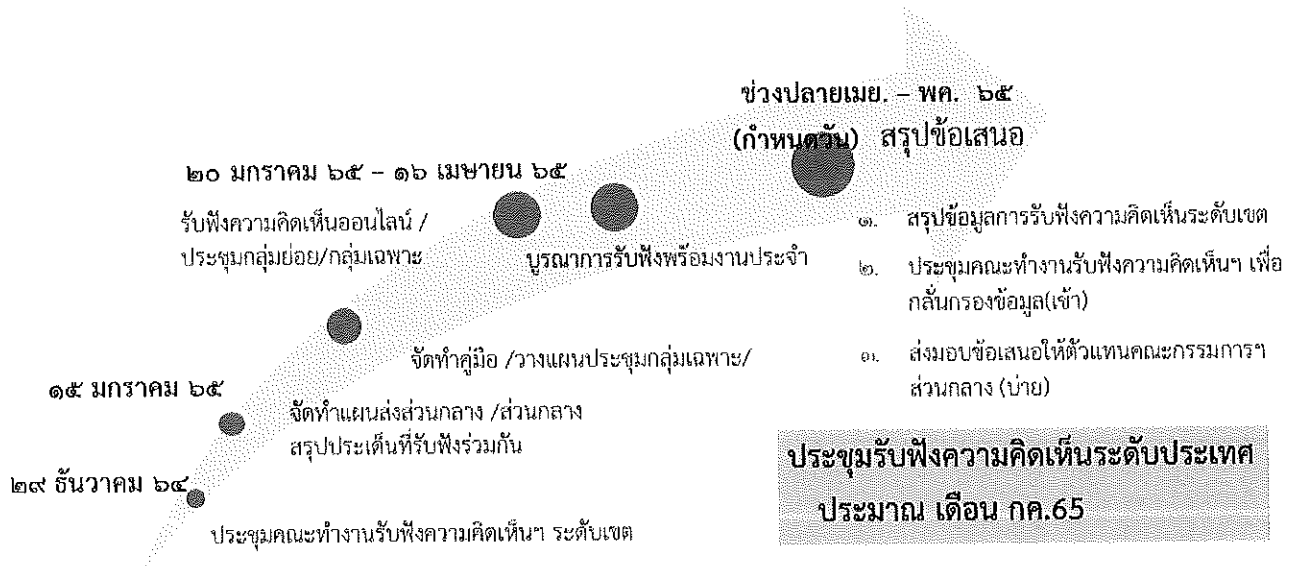 ช่วงปลายเมย. – พค. ๖๕
(กำหนดวัน) สรุปข้อเสนอ
๒๐ มกราคม ๖๕ – ๑๖ เมษายน ๖๕
รับฟังความคิดเห็นออนไลน์ /
ประชุมกลุ่มย่อย/กลุ่มเฉพาะ
บูรณาการรับฟังพร้อมงานประจำ
๑. สรุปข้อมูลการรับฟังความคิดเห็นระดับเขต
๒. ประชุมคณะทำงานรับฟังความคิดเห็นฯ เพื่อ
กลั่นกรองข้อมูล(เช้า)
๓. ส่งมอบข้อเสนอให้ตัวแทนคณะกรรมการฯ
ส่วนกลาง (บ่าย)
จัดทำคู่มือ /วางแผนประชุมกลุ่มเฉพาะ/
๑๕ มกราคม ๖๕
จัดทำแผนส่งส่วนกลาง /ส่วนกลาง
สรุปประเด็นที่รับฟังร่วมกัน
๒๙ ธันวาคม ๖๔
ประชุมคณะทำงานรับฟังความคิดเห็นฯ ระดับเขต
ประชุมรับฟังความคิดเห็นระดับประเทศ
ประมาณ เดือน กค.65